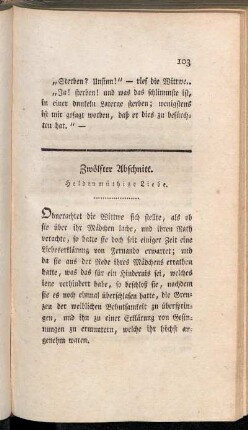 103
„Sterben? Unsinn!“ — rief die Wittwe.
„Ja! sterben! und was das schlimmste ist,
in einer dunkeln Laterne sterben; wenigstens
ist mir gesagt worden, daß er dies zu befürch-
ten hat.“ —
Zwölfter Abschnitt.
Heldenmüthige Liebe.
Ohnerachtet die Wittwe sich stellte, als ob
sie über ihr Mädchen lache, und ihren Rath
verachte, so hatte sie doch seit einiger Zeit eine
Liebeserklärung von Fernando erwartet; und
da sie aus der Rede ihres Mädchens errathen
hatte, was das für ein Hinderniß sei, welches
jene verhindert habe, so beschloß sie, nachdem
sie es noch einmal überschlafen hatte, die Gren-
zen der weiblichen Behutsamkeit zu übersprin-
gen, und ihn zu einer Erklärung von Gesin-
nungen zu ermuntern, welche ihr höchst an-
genehm waren.